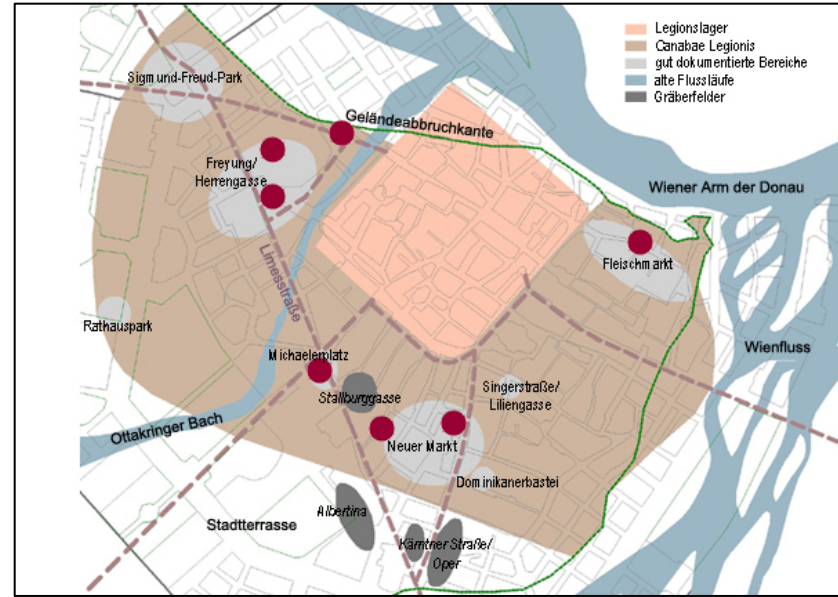 Legionslager
Canabae Legionis
gut dokumentierte Bereiche
alte Flussläufe
Gräberfelder
Sigmund-Freud-Park
Geländeabbruchkante
Freyung/
Herrengasse
Wiener Arm der Donau
Fleischmarkt
Limesstraße
Rathauspark
Michaelerplatz
Wienfluss
Stallburggasse
Singerstraße/
Liliengasse
Ottakringer Bach
Neuer Markt
Dominikanerbastei
Albertina
Stadtterrasse
Kärntner Straße/
Oper